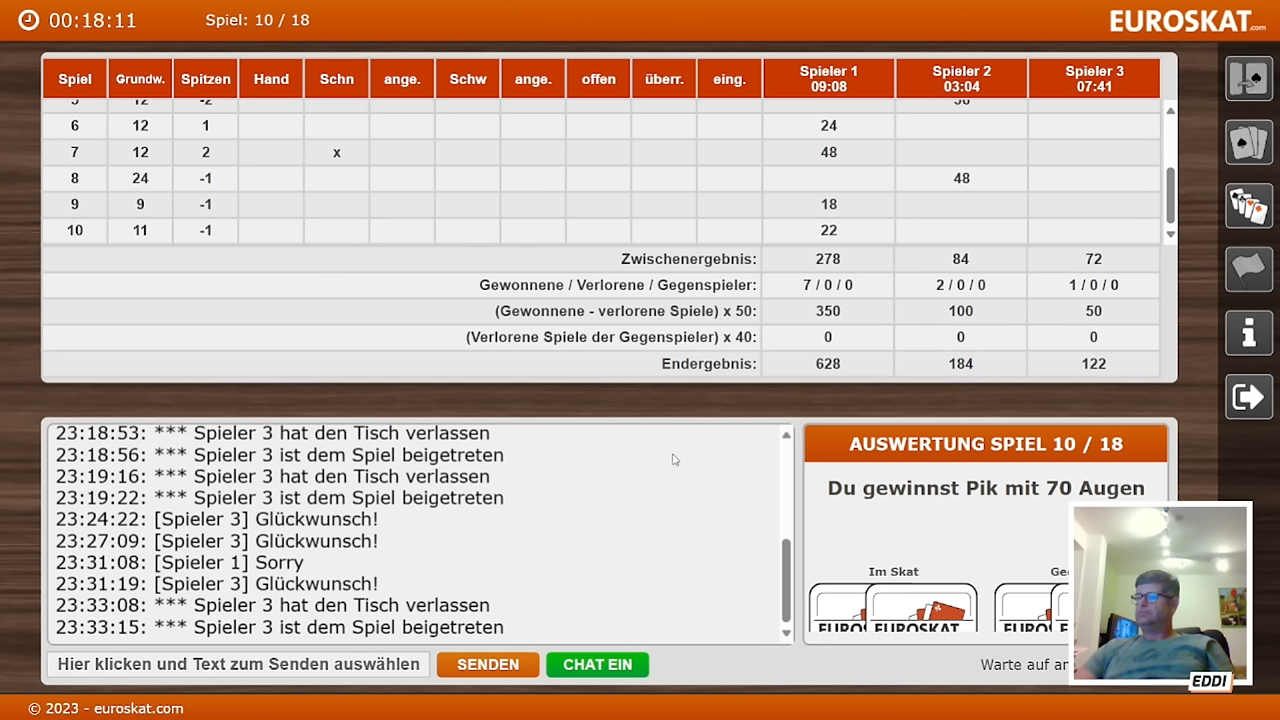 00:18:11 Spiel: 10 / 18 EUROSKAT.com
Spiel Grundw. Spitzen Hand Schn ange. Schw ange. offen überr. eing. Spieler 1 09:08 Spieler 2 03:04 Spieler 3 07:41
5 12 -2 36
6 12 1 24
7 12 2 x 48
8 24 -1 48
9 9 -1 18
10 11 -1 22
Zwischenergebnis: 278 84 72
Gewonnene / Verlorene / Gegenspieler: 7 / 0 / 0 2 / 0 / 0 1 / 0 / 0
(Gewonnene - verlorene Spiele) x 50: 350 100 50
(Verlorene Spiele der Gegenspieler) x 40: 0 0 0
Endergebnis: 628 184 122
23:18:53: *** Spieler 3 hat den Tisch verlassen
23:18:56: *** Spieler 3 ist dem Spiel beigetreten
23:19:16: *** Spieler 3 hat den Tisch verlassen
23:19:22: *** Spieler 3 ist dem Spiel beigetreten
23:24:22: [Spieler 3] Glückwunsch!
23:27:09: [Spieler 3] Glückwunsch!
23:31:08: [Spieler 1] Sorry
23:31:19: [Spieler 3] Glückwunsch!
23:33:08: *** Spieler 3 hat den Tisch verlassen
23:33:15: *** Spieler 3 ist dem Spiel beigetreten
Hier klicken und Text zum Senden auswählen SENDEN CHAT EIN
AUSWERTUNG SPIEL 10 / 18
Du gewinnst Pik mit 70 Augen
Im Skat
EUROSKAT
Warte auf
EDDI
© 2023 - euroskat.com